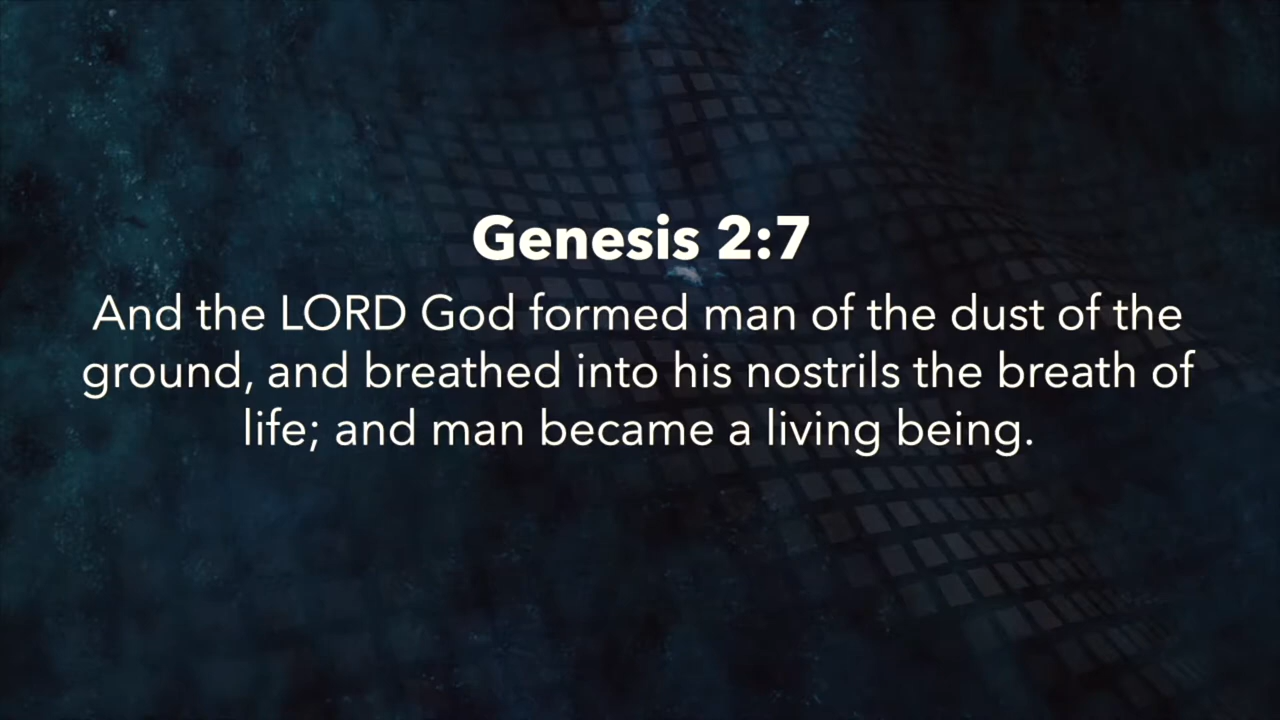 Genesis 2:7
And the LORD God formed man of the dust of the
ground, and breathed into his nostrils the breath of
life; and man became a living being.